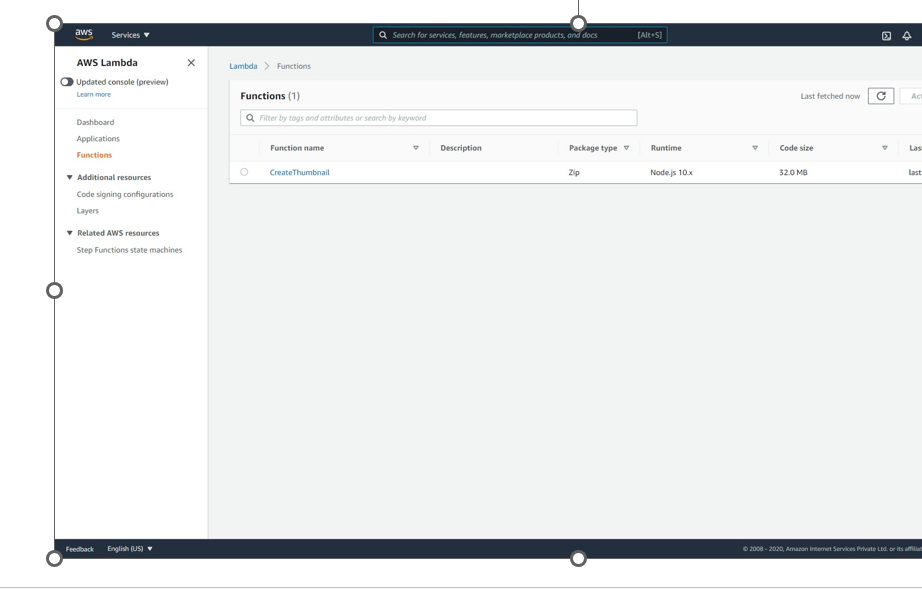 aws Services ▼ Search for services, features, marketplace products, and docs [Alt+S]
AWS Lambda
Updated console (preview)
Learn more
Dashboard
Applications
Functions
▼ Additional resources
Code signing configurations
Layers
▼ Related AWS resources
Step Functions state machines
Lambda > Functions
Functions (1) Last fetched now
Filter by tags and attributes or search by keyword
Function name Description Package type Runtime Code size
CreateThumbnail Zip Node.js 10.x 32.0 MB last
Feedback English (US) ▼ © 2008 - 2020, Amazon Internet Services Private Ltd. or its